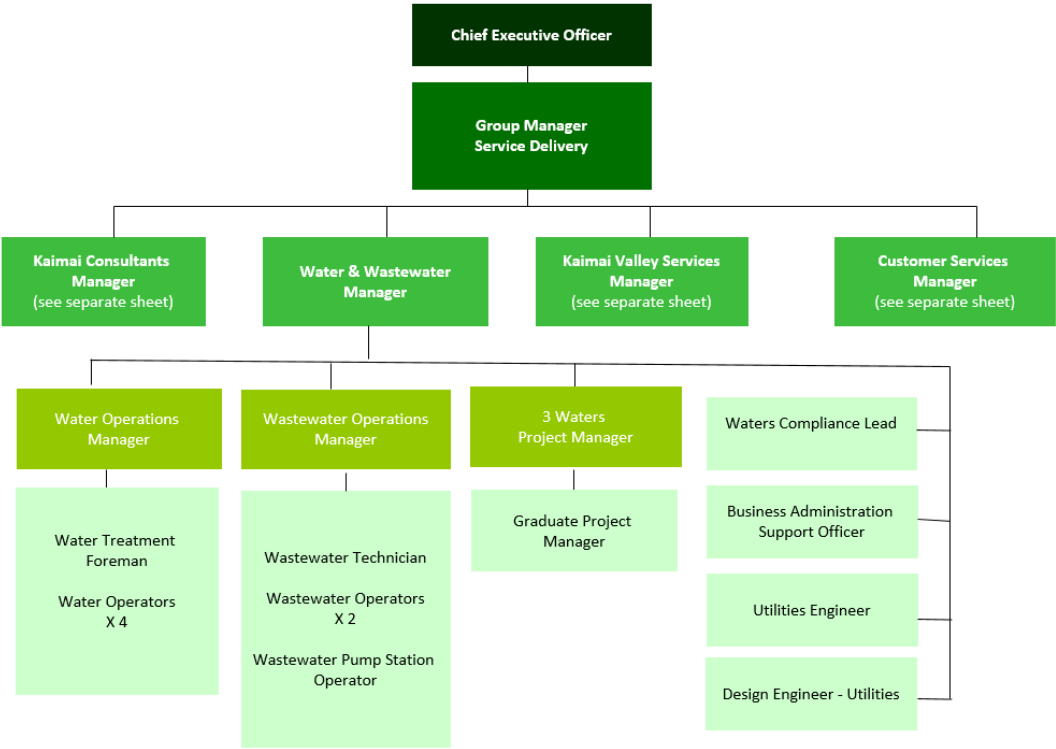 Chief Executive Officer
Group Manager
Service Delivery
Kaimai Consultants
Manager
(see separate sheet)
Water & Wastewater
Manager
Kaimai Valley Services
Manager
(see separate sheet)
Customer Services
Manager
(see separate sheet)
Water Operations
Manager
Water Treatment
Foreman
Water Operators
X 4
Wastewater Operations
Manager
Wastewater Technician
Wastewater Operators
X 2
Wastewater Pump Station
Operator
3 Waters
Project Manager
Graduate Project
Manager
Waters Compliance Lead
Business Administration
Support Officer
Utilities Engineer
Design Engineer - Utilities